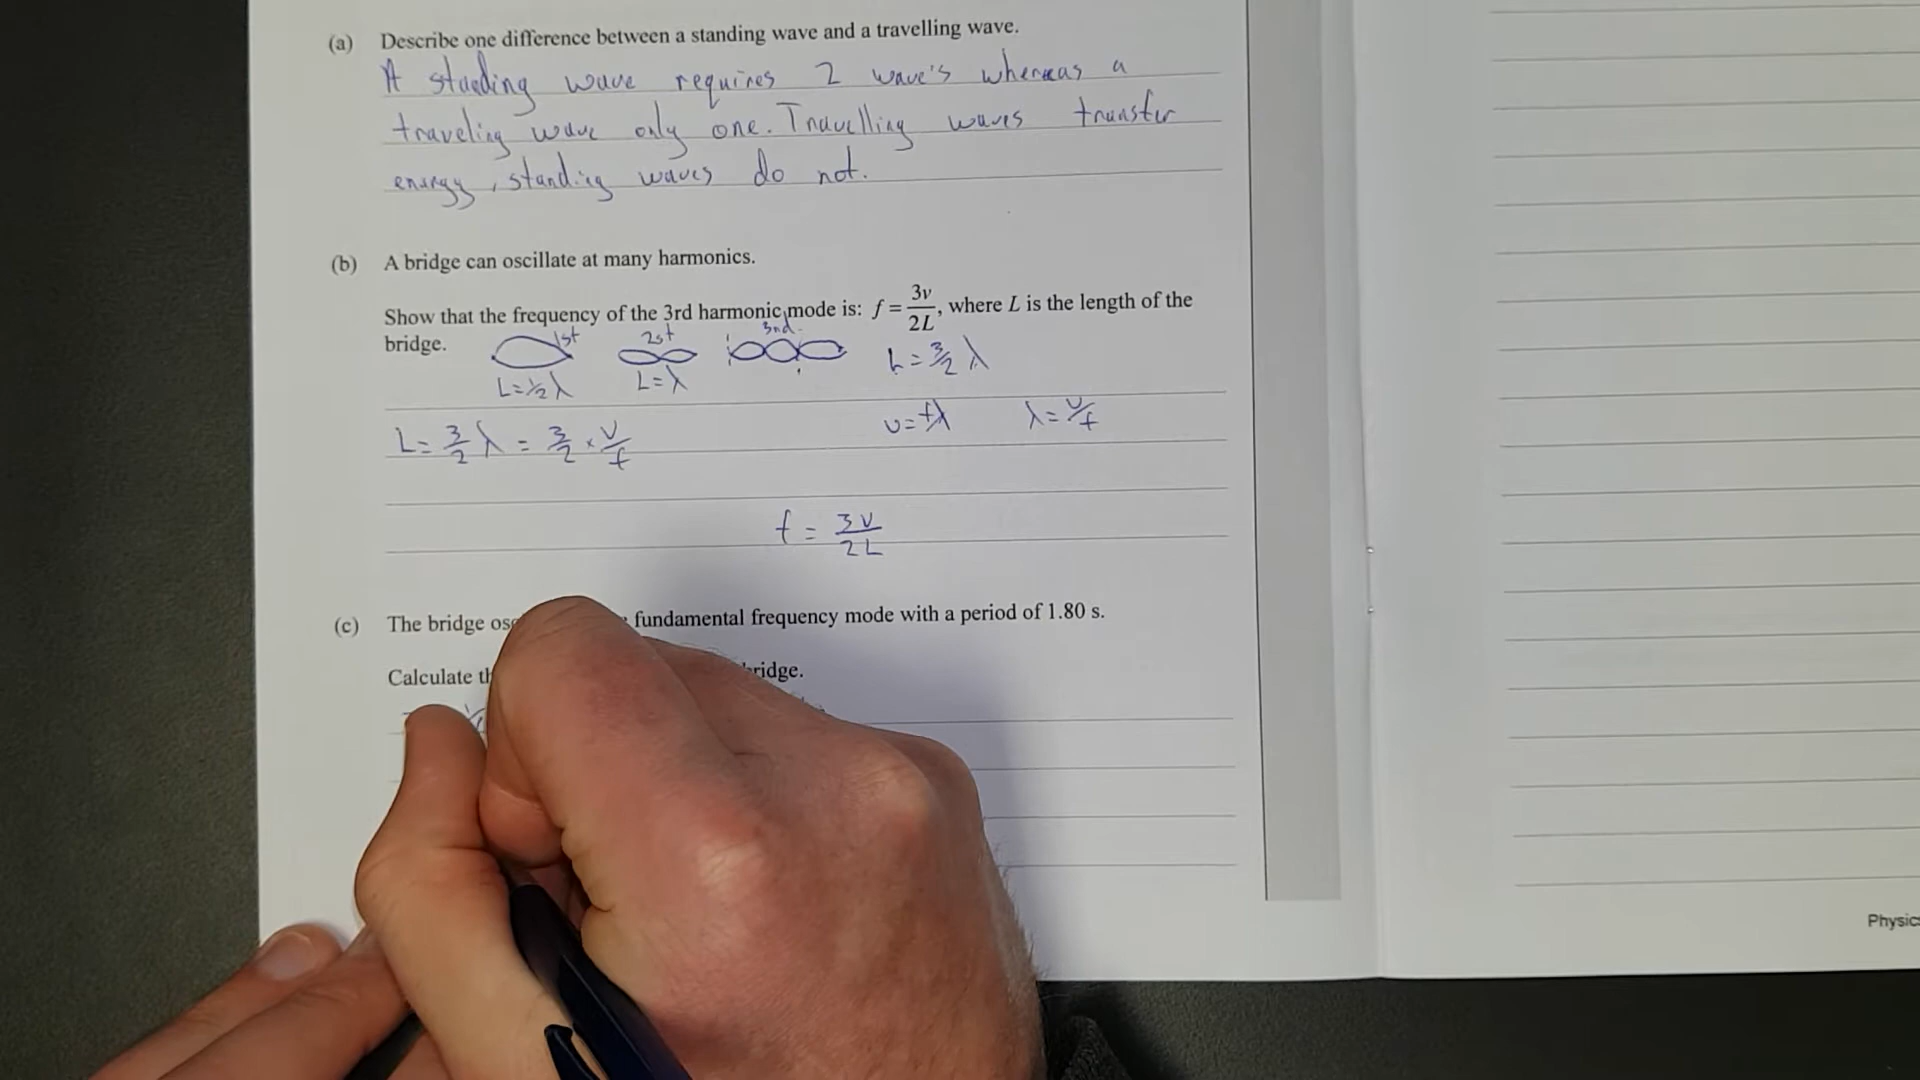 (a) Describe one difference between a standing wave and a travelling wave.
A standing wave requires 2 wave's whereas a
traveling wave only one. Travelling waves transfer
energy, standing waves do not.
(b) A bridge can oscillate at many harmonics.
Show that the frequency of the 3rd harmonic mode is: f = 3v/2L, where L is the length of the
bridge.
1st 2st 3nd
L=½λ L=λ L=3/2 λ
v=fλ λ=v/f
L= 3/2 λ = 3/2 × v/f
f = 3v/2L
(c) The bridge fundamental frequency mode with a period of 1.80 s.
Calculate
Physics